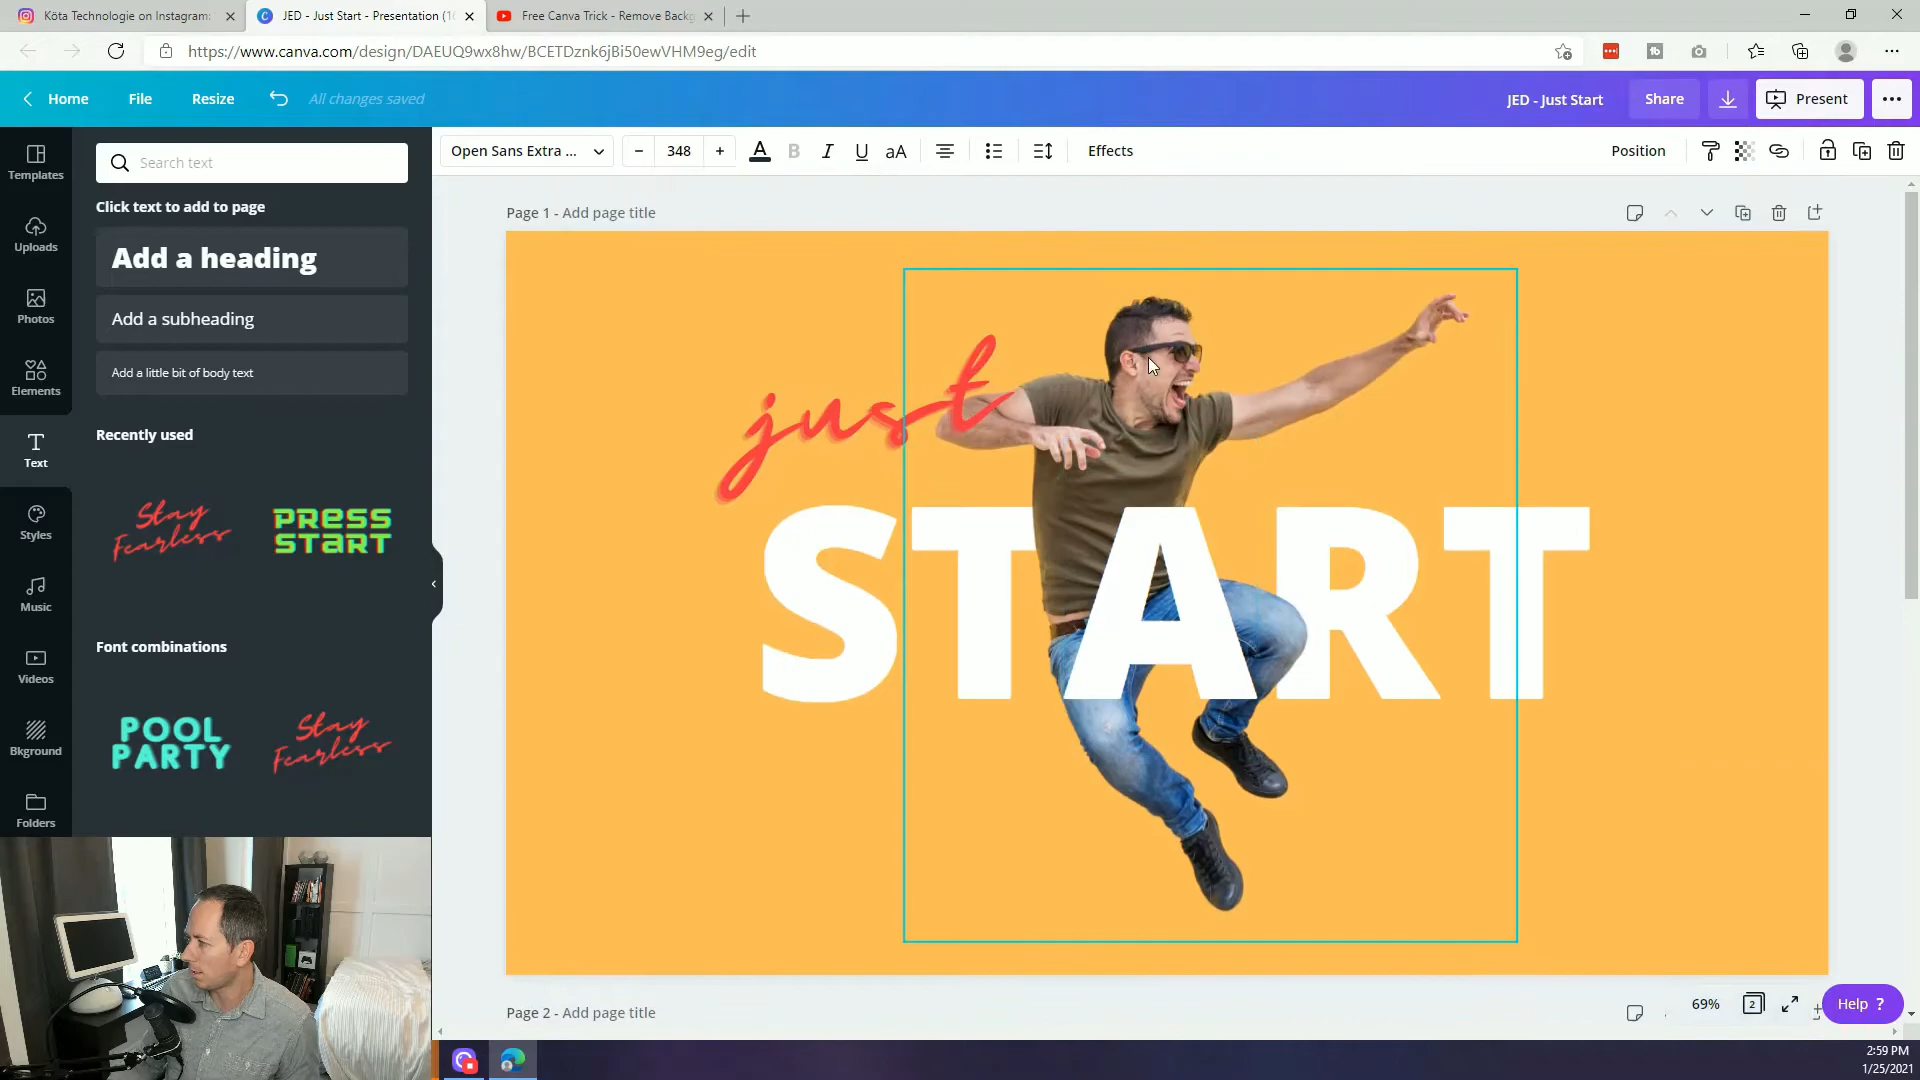 Köta Technologie on Instagram:
JED - Just Start - Presentation (16
Free Canva Trick - Remove Backg
https://www.canva.com/design/DAEUQ9wx8hw/BCETDznk6jBi50ewVHM9eg/edit
Home
File
Resize
All changes saved
JED - Just Start
Share
Present
Templates
Uploads
Photos
Elements
Text
Styles
Music
Videos
Bkground
Folders
Search text
Click text to add to page
Add a heading
Add a subheading
Add a little bit of body text
Recently used
Stay
Fearless
PRESS
START
Font combinations
POOL
PARTY
Stay
Fearless
Open Sans Extra ...
348
A
B
I
U
aA
Effects
Position
Page 1 - Add page title
just
START
Page 2 - Add page title
69%
2
Help ?
2:59 PM
1/25/2021